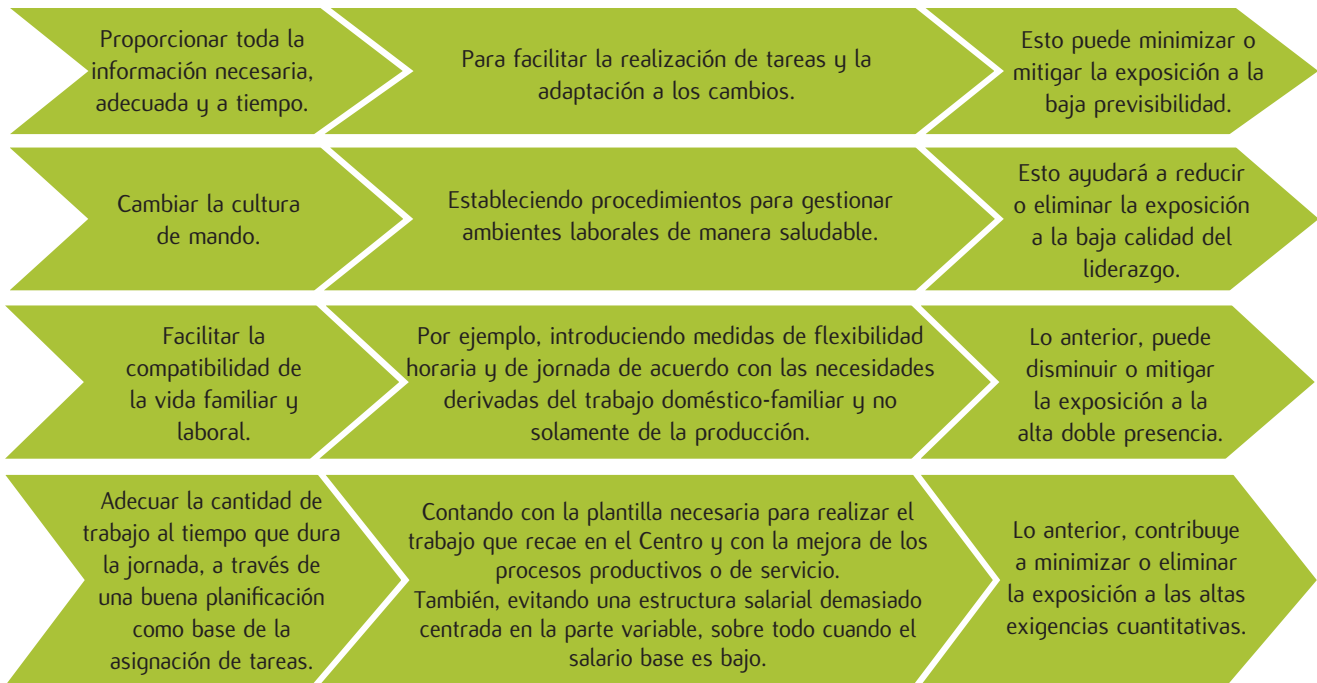 Proporcionar toda la
información necesaria,
adecuada y a tiempo.
Para facilitar la realización de tareas y la
adaptación a los cambios.
Esto puede minimizar o
mitigar la exposición a la
baja previsibilidad.
Cambiar la cultura
de mando.
Estableciendo procedimientos para gestionar
ambientes laborales de manera saludable.
Esto ayudará a reducir
o eliminar la exposición
a la baja calidad del
liderazgo.
Facilitar la
compatibilidad de
la vida familiar y
laboral.
Por ejemplo, introduciendo medidas de flexibilidad
horaria y de jornada de acuerdo con las necesidades
derivadas del trabajo doméstico-familiar y no
solamente de la producción.
Lo anterior, puede
disminuir o mitigar
la exposición a la
alta doble presencia.
Adecuar la cantidad de
trabajo al tiempo que dura
la jornada, a través de
una buena planificación
como base de la
asignación de tareas.
Contando con la plantilla necesaria para realizar el
trabajo que recae en el Centro y con la mejora de los
procesos productivos o de servicio.
También, evitando una estructura salarial demasiado
centrada en la parte variable, sobre todo cuando el
salario base es bajo.
Lo anterior, contribuye
a minimizar o eliminar
la exposición a las altas
exigencias cuantitativas.